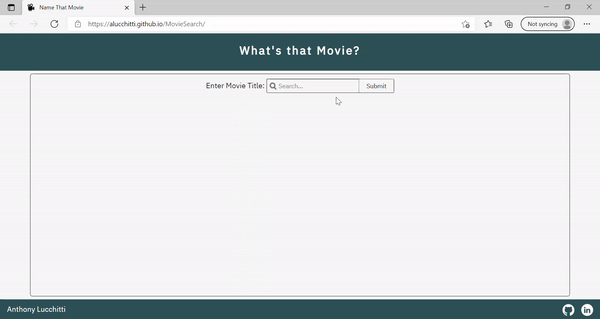 Name That Movie
https://alucchitti.github.io/MovieSearch/
Not syncing
What's that Movie?
Enter Movie Title: Search... Submit
Anthony Lucchitti
in